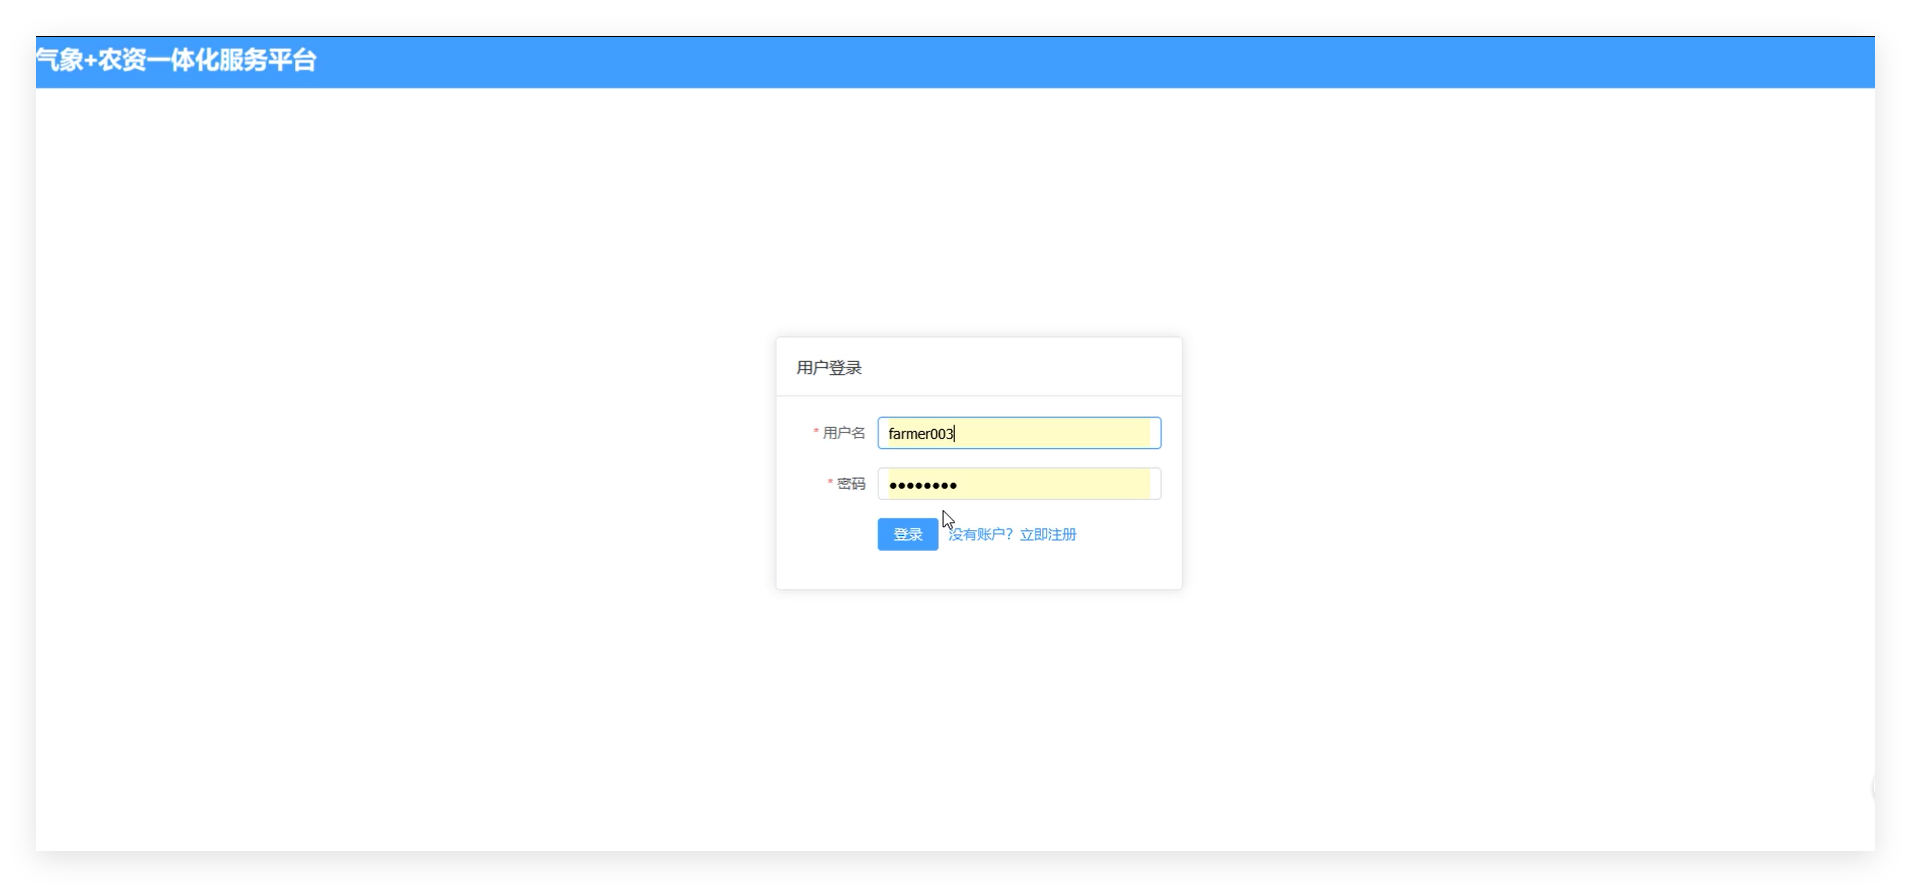 气象+农资一体化服务平台
用户登录
* 用户名 farmer003
* 密码 ••••••••
登录 没有账户？立即注册